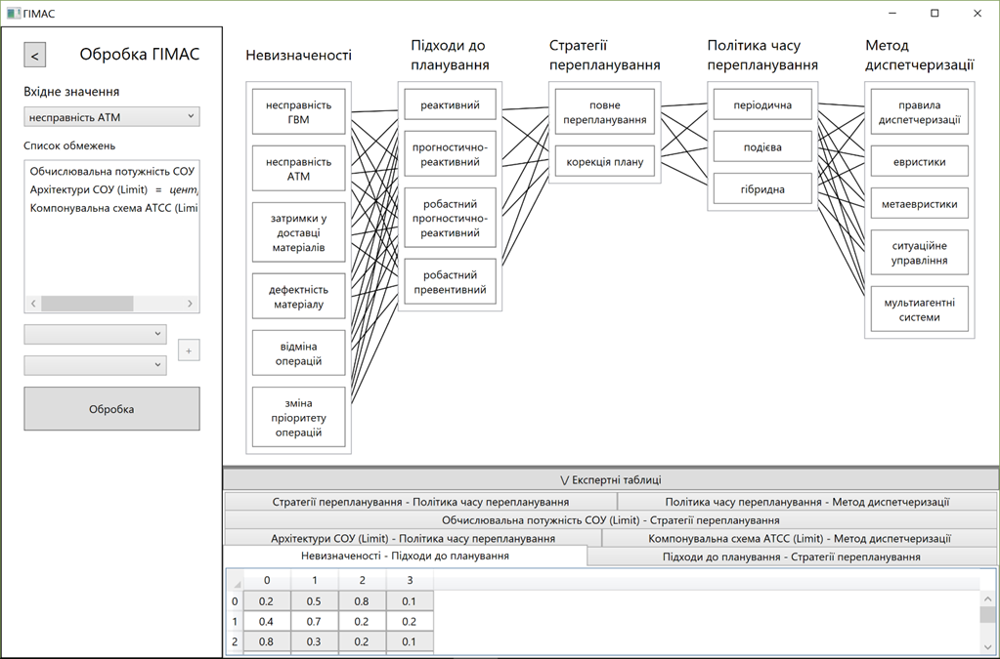 ГІМАС
<
Обробка ГІМАС
Вхідне значення
несправність АТМ
Список обмежень
Обчислювальна потужність СОУ
Архітектури СОУ (Limit) = цент
Компонувальна схема АТСС (Limi
+
Обробка
Невизначеності
несправність
ГВМ
несправність
АТМ
затримки у
доставці
матеріалів
дефектність
матеріалу
відміна
операцій
зміна
пріоритету
операцій
Підходи до
планування
реактивний
прогностично-
реактивний
робастний
прогностично-
реактивний
робастний
превентивний
Стратегії
перепланування
повне
перепланування
корекція плану
Політика часу
перепланування
періодична
подієва
гібридна
Метод
диспетчеризації
правила
диспетчеризації
евристики
метаевристики
ситуаційне
управління
мультиагентні
системи
\/ Експертні таблиці
Стратегії перепланування - Політика часу перепланування
Політика часу перепланування - Метод диспетчеризації
Обчислювальна потужність СОУ (Limit) - Стратегії перепланування
Архітектури СОУ (Limit) - Політика часу перепланування
Компонувальна схема АТСС (Limit) - Метод диспетчеризації
Невизначеності - Підходи до планування
Підходи до планування - Стратегії перепланування
0 1 2 3
0 0.2 0.5 0.8 0.1
1 0.4 0.7 0.2 0.2
2 0.8 0.3 0.2 0.1